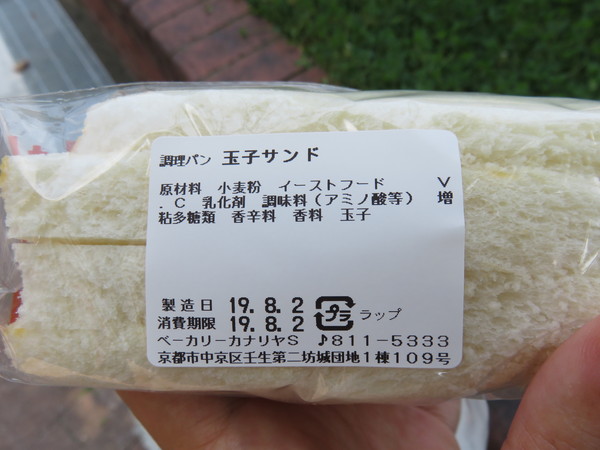 調理パン 玉子サンド
原材料 小麦粉 イーストフード V
.C 乳化剤 調味料(アミノ酸等) 増
粘多糖類 香辛料 香料 玉子
製造日 19.8.2
消費期限 19.8.2 プラ ラップ
ベーカリーカナリヤS ♪811-5333
京都市中京区壬生第二坊城団地1棟109号